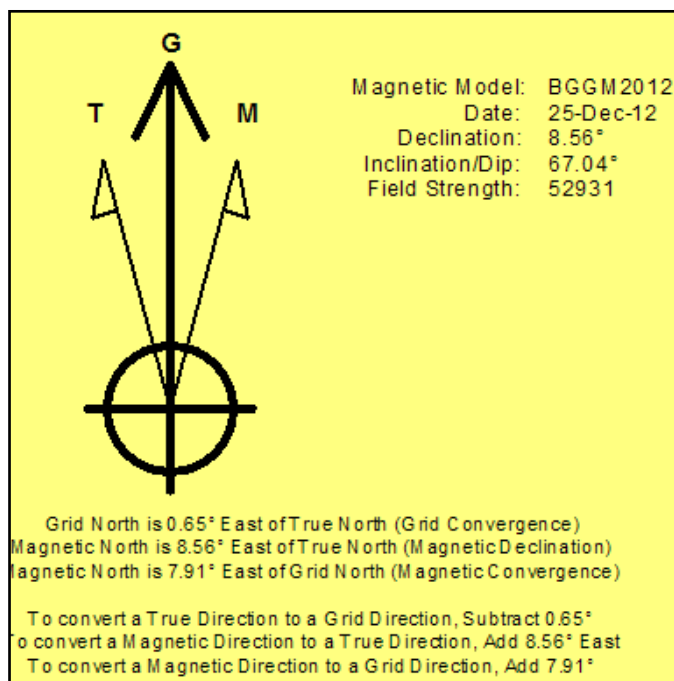 G
T
M
Magnetic Model: BGGM2012
Date: 25-Dec-12
Declination: 8.56°
Inclination/Dip: 67.04°
Field Strength: 52931
Grid North is 0.65° East of True North (Grid Convergence)
Magnetic North is 8.56° East of True North (Magnetic Declination)
Magnetic North is 7.91° East of Grid North (Magnetic Convergence)
To convert a True Direction to a Grid Direction, Subtract 0.65°
To convert a Magnetic Direction to a True Direction, Add 8.56° East
To convert a Magnetic Direction to a Grid Direction, Add 7.91°